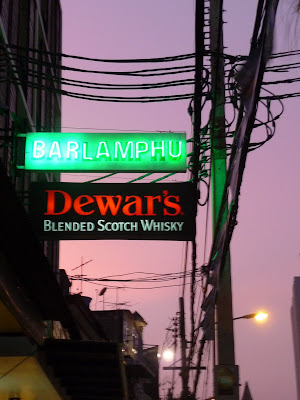 BARLAMPHU
Dewar's
BLENDED SCOTCH WHISKY